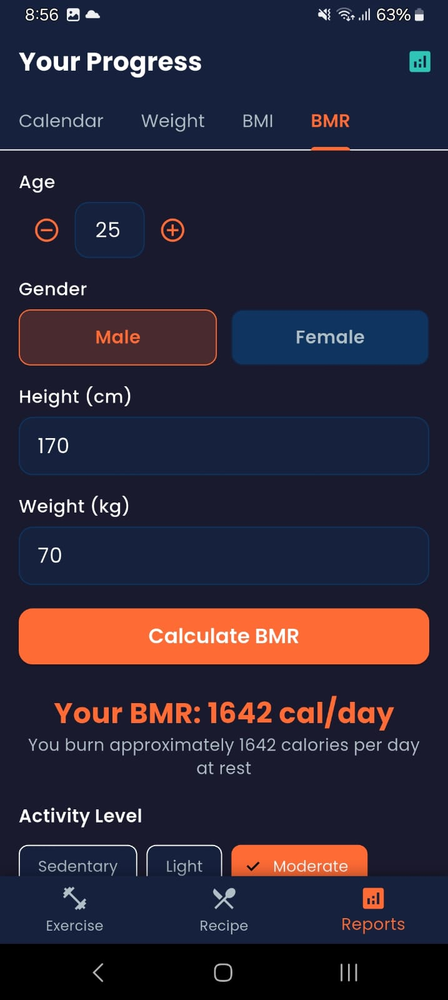 8:56
63%
Your Progress
Calendar Weight BMI BMR
Age
25
Gender
Male Female
Height (cm)
170
Weight (kg)
70
Calculate BMR
Your BMR: 1642 cal/day
You burn approximately 1642 calories per day
at rest
Activity Level
Sedentary Light Moderate
Exercise Recipe Reports